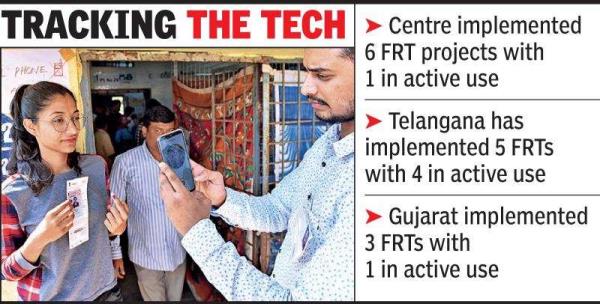 TRACKING THE TECH
PHONE
➤ Centre implemented
6 FRT projects with
1 in active use
➤ Telangana has
implemented 5 FRTs
with 4 in active use
➤ Gujarat implemented
3 FRTs with
1 in active use